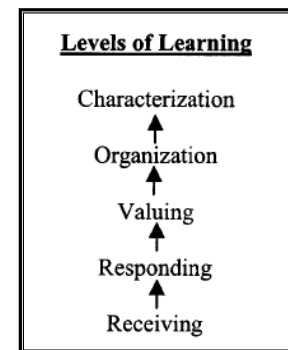 Levels of Learning
Characterization
Organization
Valuing
Responding
Receiving